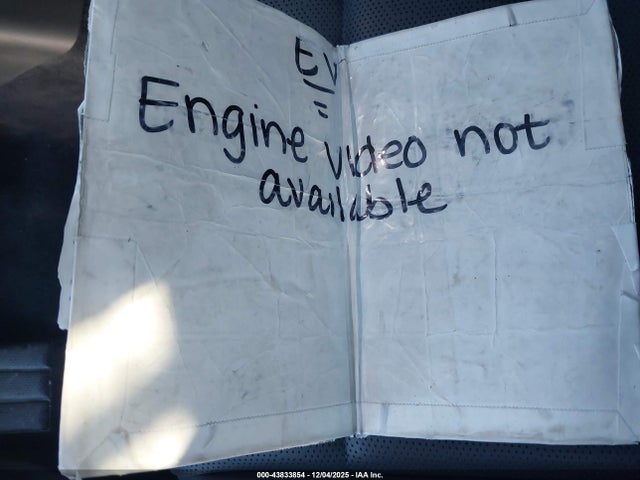 EV
Engine video not
available
000-43833854 - 12/04/2025 - IAA Inc.